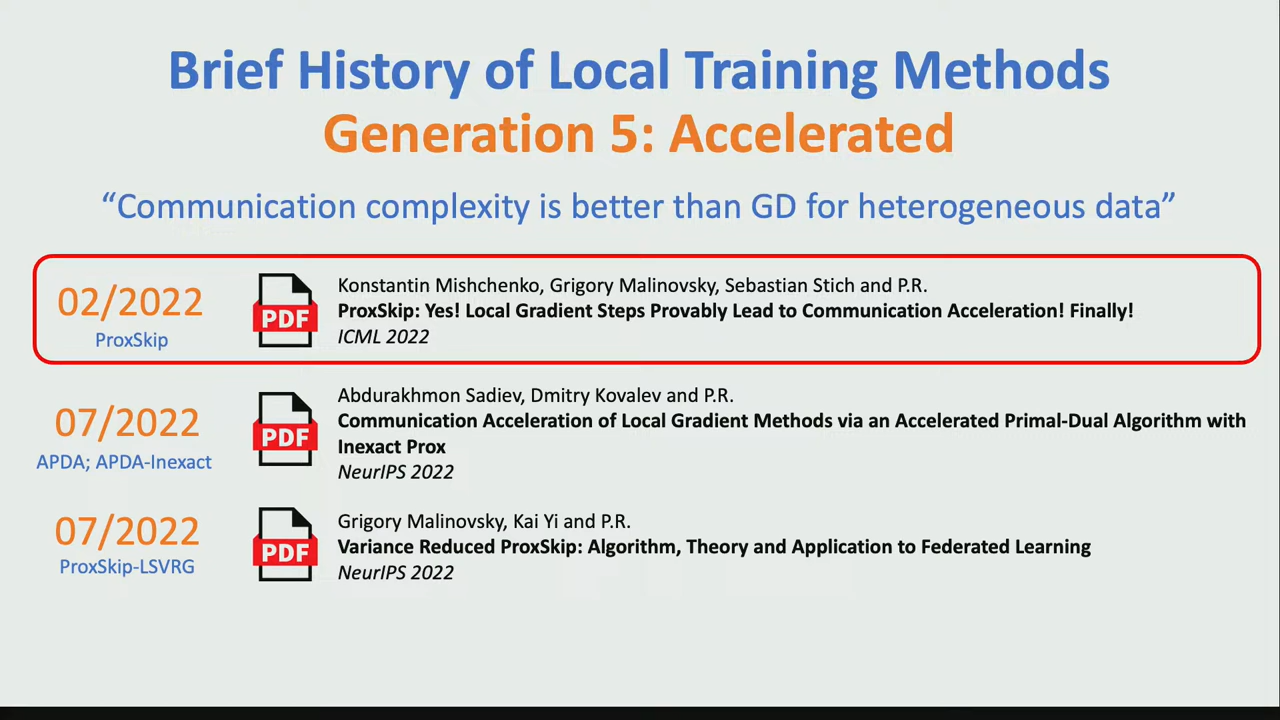 Brief History of Local Training Methods
Generation 5: Accelerated
“Communication complexity is better than GD for heterogeneous data”
02/2022
ProxSkip
PDF
Konstantin Mishchenko, Grigory Malinovsky, Sebastian Stich and P.R.
ProxSkip: Yes! Local Gradient Steps Provably Lead to Communication Acceleration! Finally!
ICML 2022
07/2022
APDA; APDA-Inexact
PDF
Abdurakhmon Sadiev, Dmitry Kovalev and P.R.
Communication Acceleration of Local Gradient Methods via an Accelerated Primal-Dual Algorithm with
Inexact Prox
NeurIPS 2022
07/2022
ProxSkip-LSVRG
PDF
Grigory Malinovsky, Kai Yi and P.R.
Variance Reduced ProxSkip: Algorithm, Theory and Application to Federated Learning
NeurIPS 2022